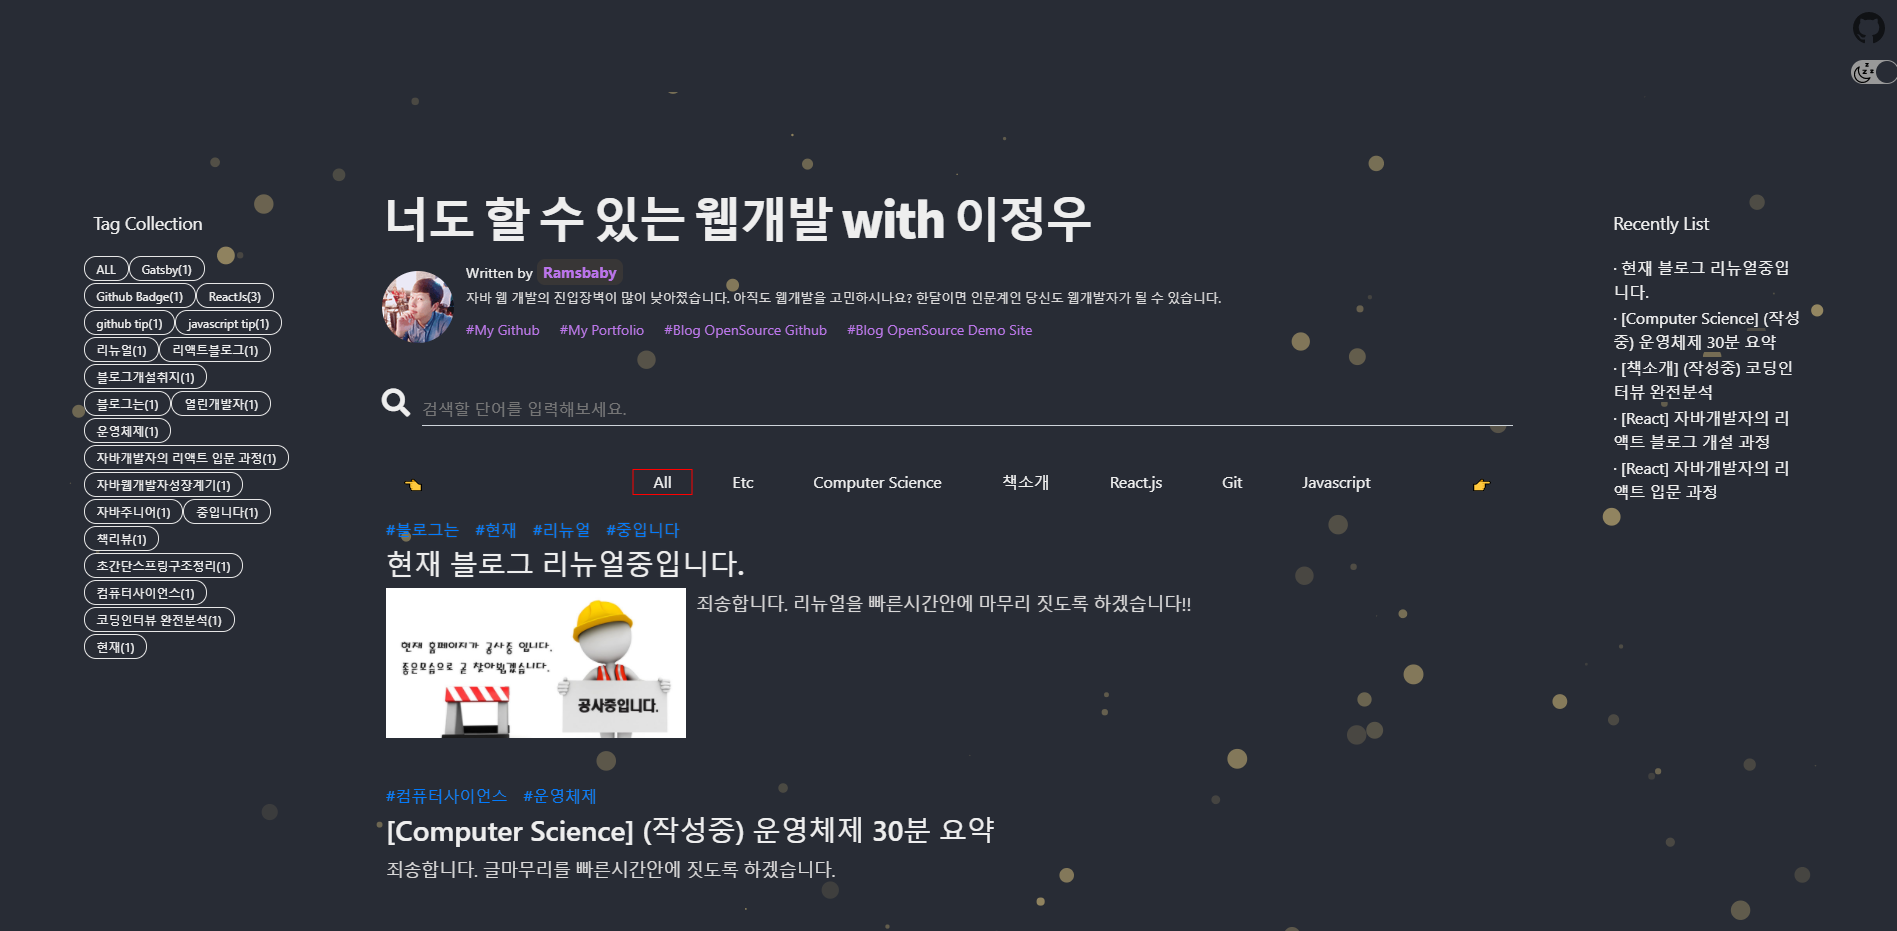 Tag Collection
ALL
Gatsby(1)
Github Badge(1)
ReactJs(3)
github tip(1)
javascript tip(1)
리뉴얼(1)
리액트블로그(1)
블로그개설취지(1)
블로그는(1)
열린개발자(1)
운영체제(1)
자바개발자의 리액트 입문 과정(1)
자바웹개발자성장계기(1)
자바주니어(1)
중입니다(1)
책리뷰(1)
초간단스프링구조정리(1)
컴퓨터사이언스(1)
코딩인터뷰 완전분석(1)
현재(1)
너도 할 수 있는 웹개발 with 이정우
Written by Ramsbaby
자바 웹 개발의 진입장벽이 많이 낮아졌습니다. 아직도 웹개발을 고민하시나요? 한달이면 인문계인 당신도 웹개발자가 될 수 있습니다.
#My Github #My Portfolio #Blog OpenSource Github #Blog OpenSource Demo Site
검색할 단어를 입력해보세요.
All Etc Computer Science 책소개 React.js Git Javascript
#블로그는 #현재 #리뉴얼 #중입니다
현재 블로그 리뉴얼중입니다.
현재 홈페이지가 공사중 입니다.
좋은모습으로 곧 찾아뵙겠습니다.
공사중입니다.
죄송합니다. 리뉴얼을 빠른시간안에 마무리 짓도록 하겠습니다!!
#컴퓨터사이언스 #운영체제
[Computer Science] (작성중) 운영체제 30분 요약
죄송합니다. 글마무리를 빠른시간안에 짓도록 하겠습니다.
Recently List
· 현재 블로그 리뉴얼중입
니다.
· [Computer Science] (작성
중) 운영체제 30분 요약
· [책소개] (작성중) 코딩인
터뷰 완전분석
· [React] 자바개발자의 리
액트 블로그 개설 과정
· [React] 자바개발자의 리
액트 입문 과정